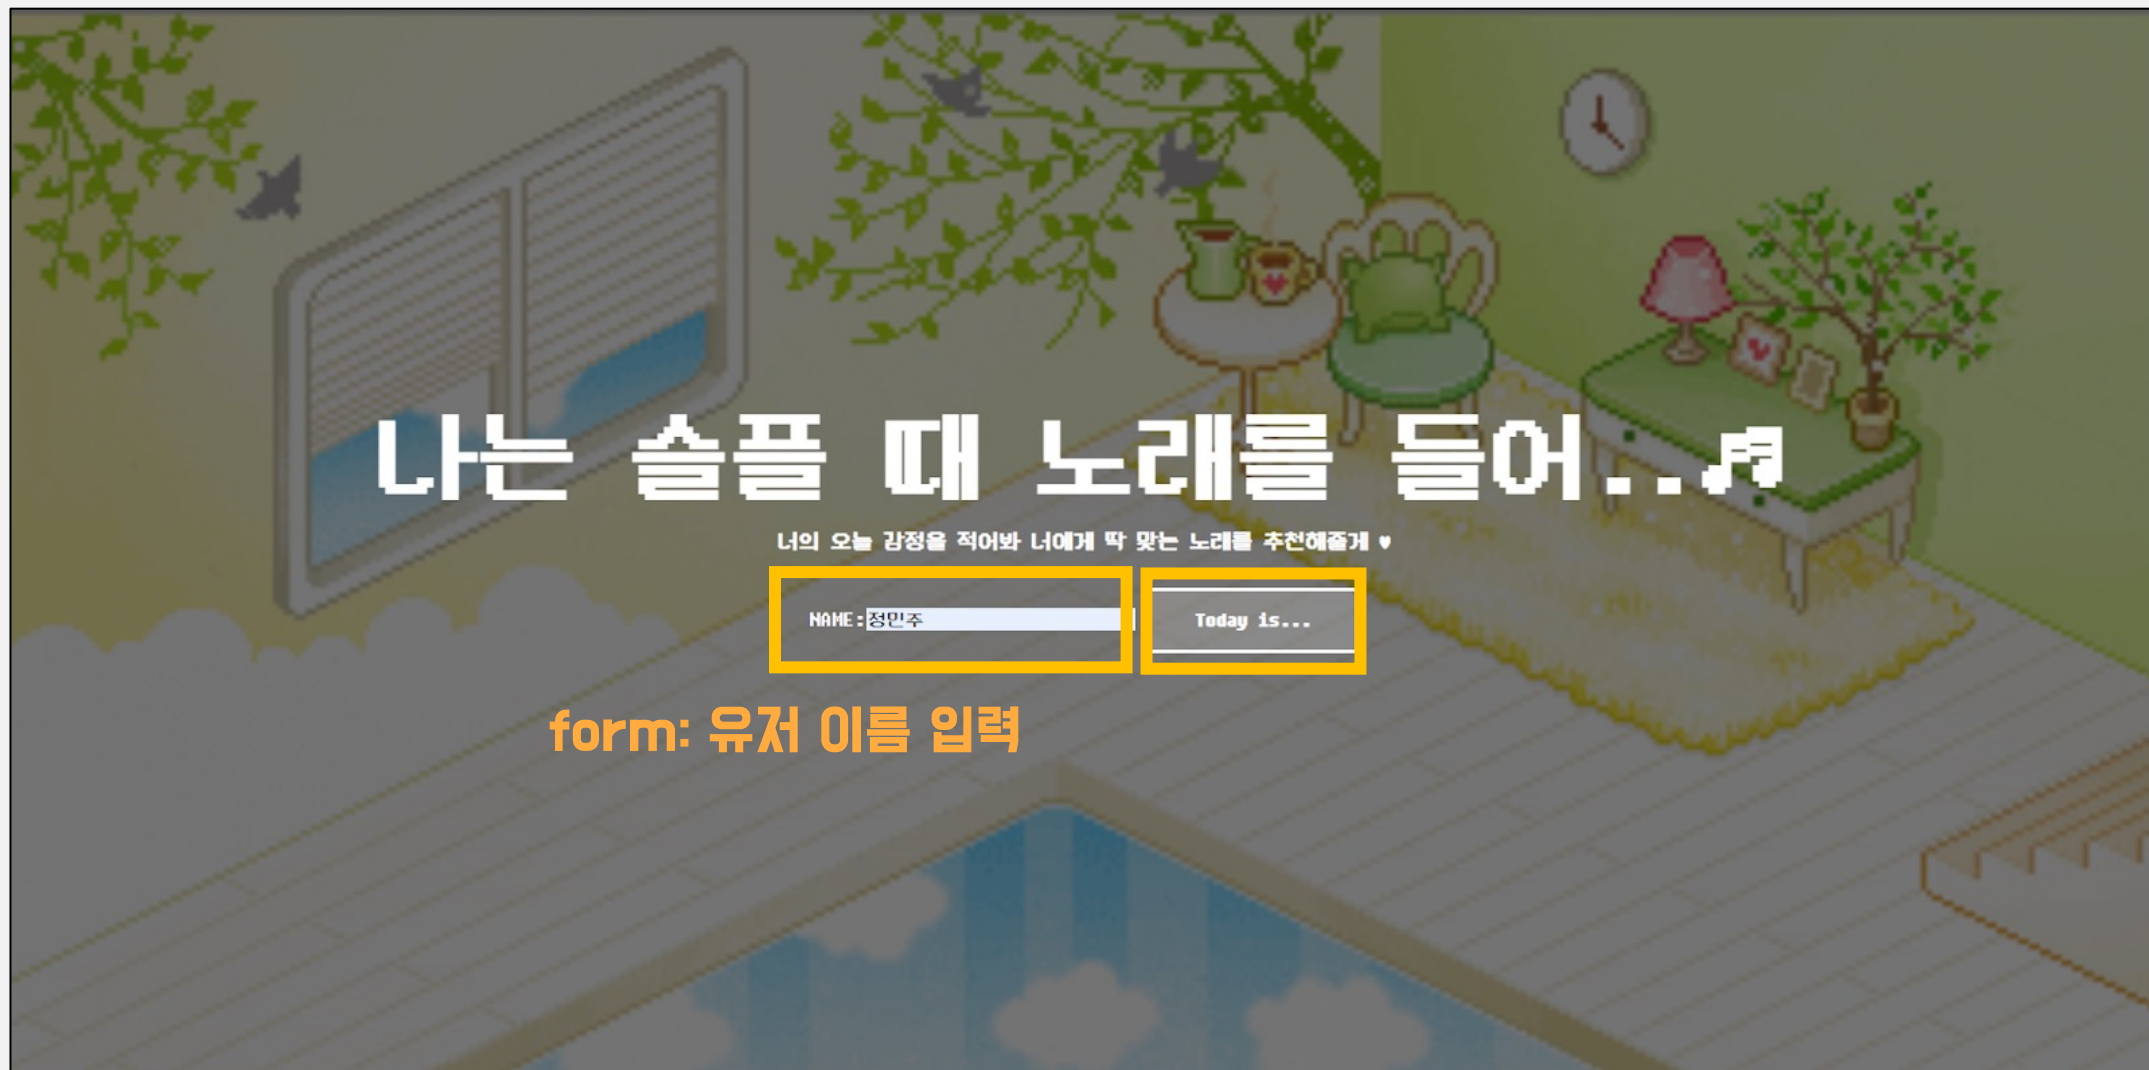 나는 슬플 때 노래를 들어..♬
너의 오늘 감정을 적어봐 너에게 딱 맞는 노래를 추천해줄게 ♥
NAME:정민주 Today is...
form: 유저 이름 입력